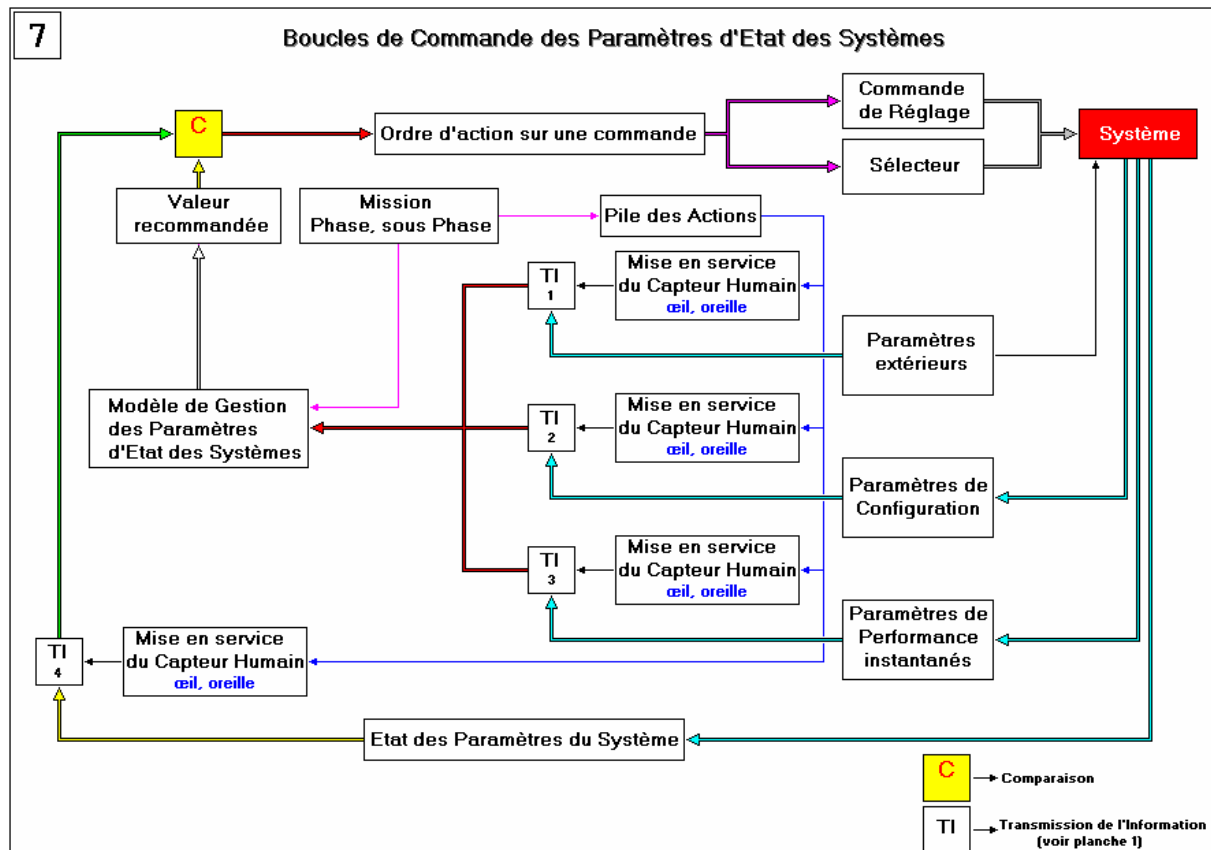 7
Boucles de Commande des Paramètres d'Etat des Systèmes
Commande
de Réglage
C
Ordre d'action sur une commande
Système
Sélecteur
Valeur
recommandée
Mission
Phase, sous Phase
Pile des Actions
TI
1
Mise en service
du Capteur Humain
œil, oreille
Paramètres
extérieurs
Modèle de Gestion
des Paramètres
d'Etat des Systèmes
TI
2
Mise en service
du Capteur Humain
œil, oreille
Paramètres de
Configuration
TI
3
Mise en service
du Capteur Humain
œil, oreille
Paramètres de
Performance
instantanés
TI
4
Mise en service
du Capteur Humain
œil, oreille
Etat des Paramètres du Système
C
Comparaison
TI
Transmission de l'Information
(voir planche 1)